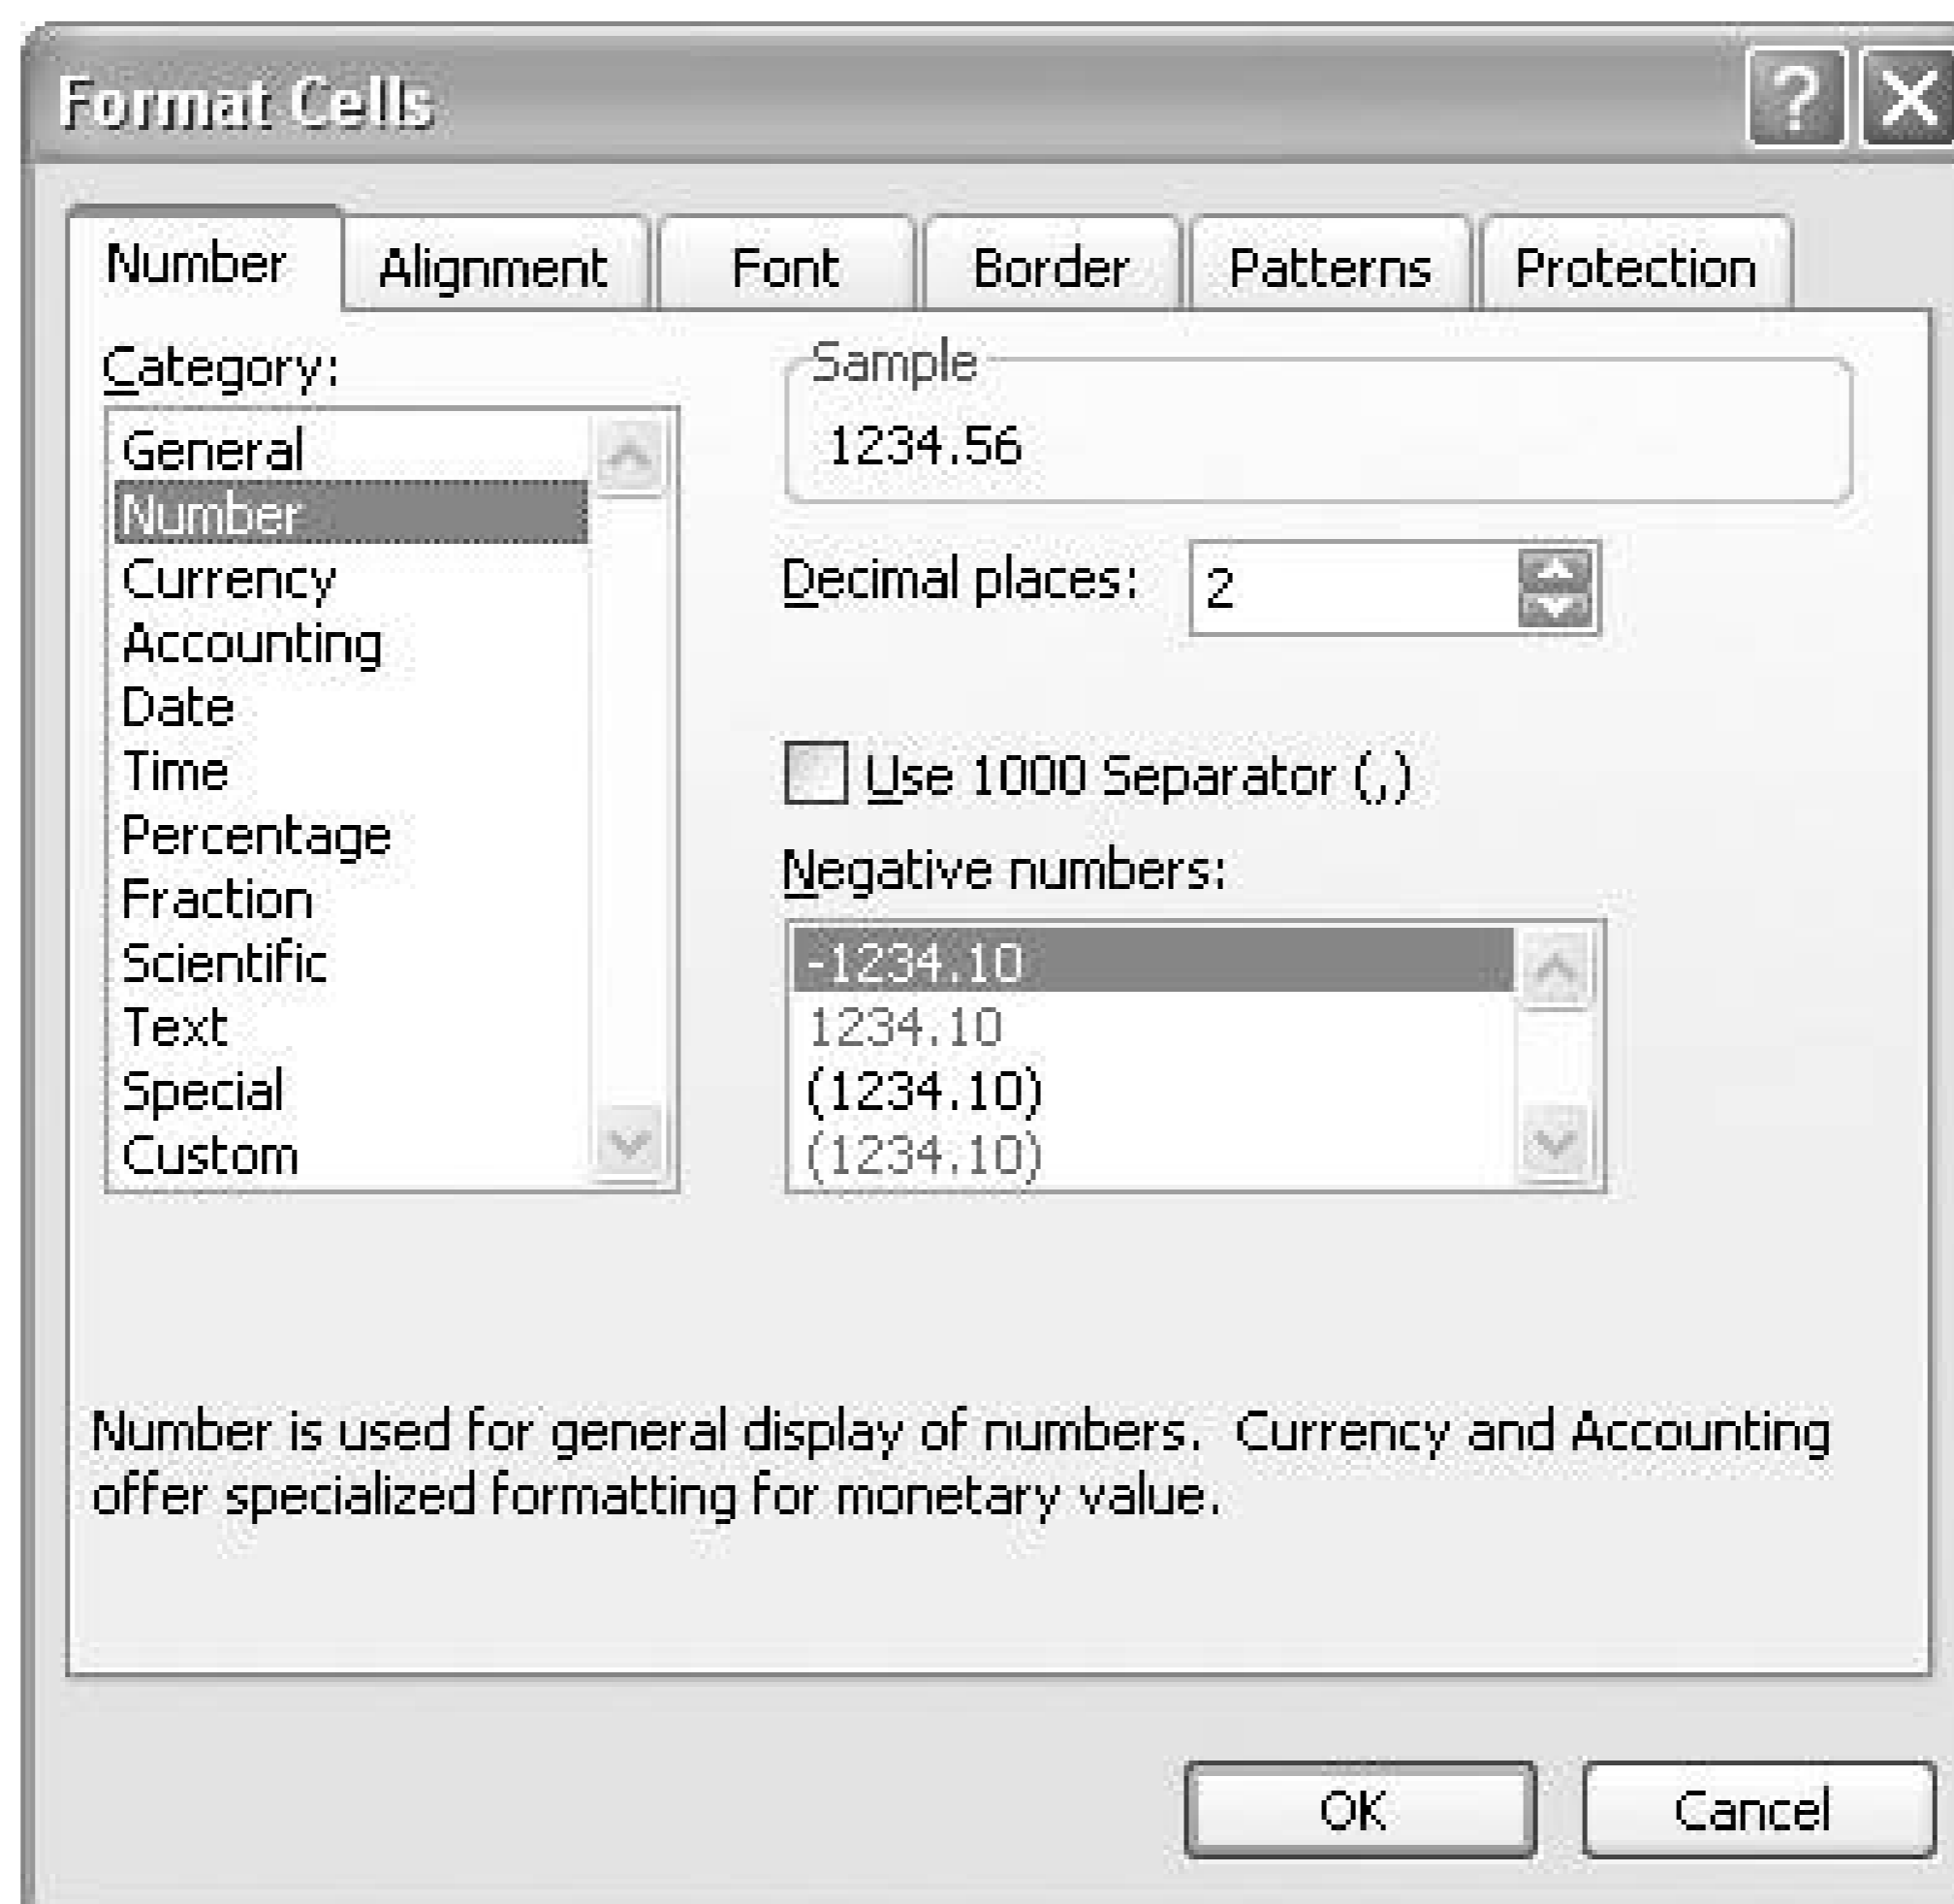 Format Cells
Number Alignment Font Border Patterns Protection
Category:
General
Number
Currency
Accounting
Date
Time
Percentage
Fraction
Scientific
Text
Special
Custom
Sample
1234.56
Decimal places: 2
Use 1000 Separator (,)
Negative numbers:
-1234.10
1234.10
(1234.10)
(1234.10)
Number is used for general display of numbers. Currency and Accounting
offer specialized formatting for monetary value.
OK Cancel